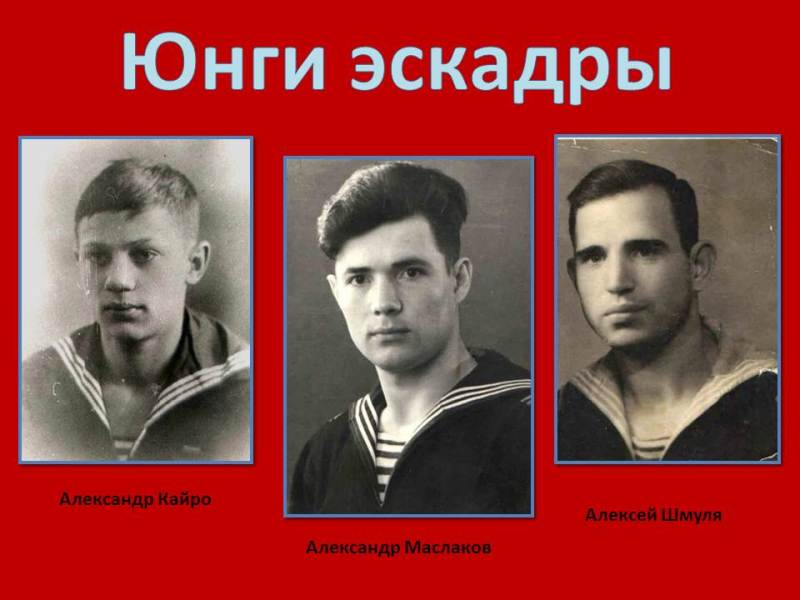 Юнги эскадры
Александр Кайро
Александр Маслаков
Алексей Шмуля